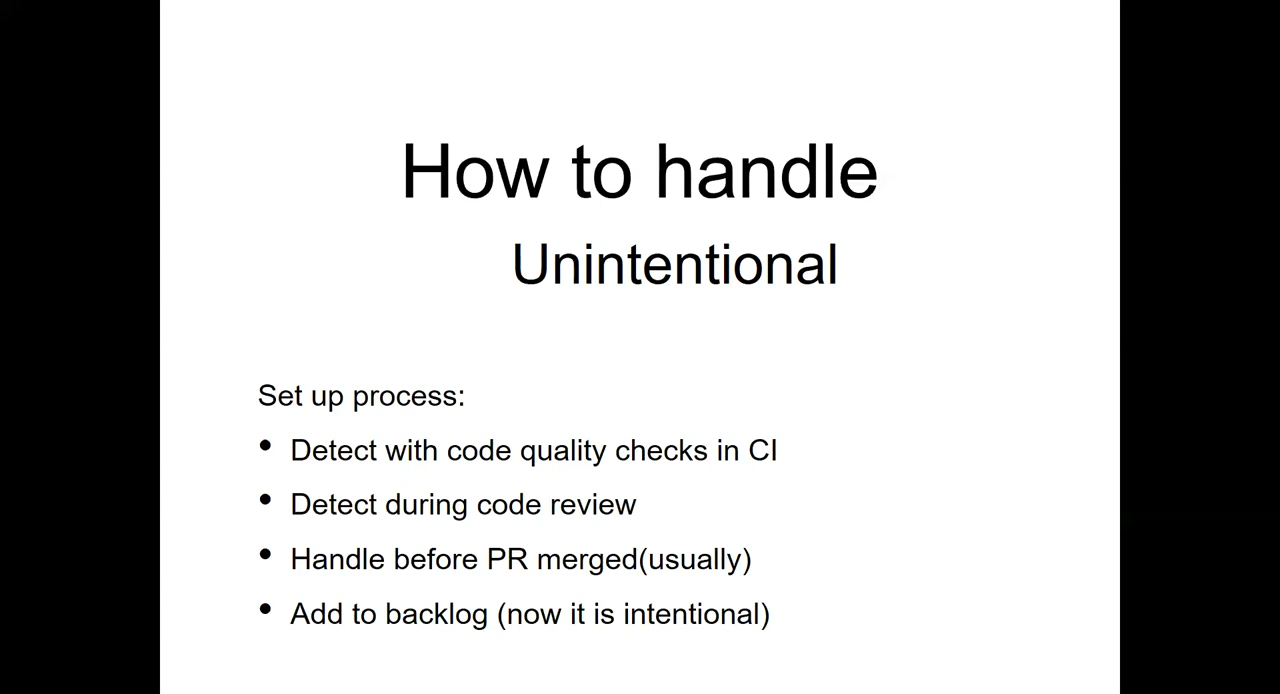 How to handle
Unintentional
Set up process:
• Detect with code quality checks in CI
• Detect during code review
• Handle before PR merged(usually)
• Add to backlog (now it is intentional)